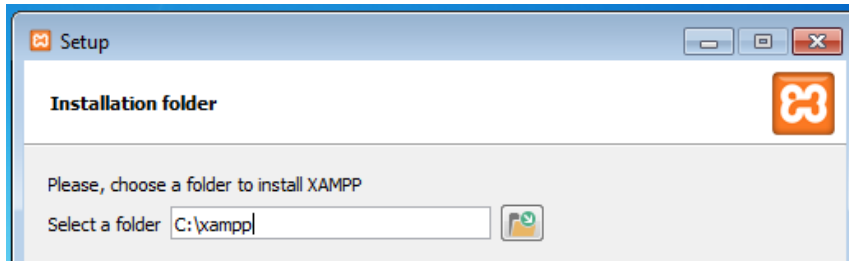 Setup
Installation folder
Please, choose a folder to install XAMPP
Select a folder C:\xampp